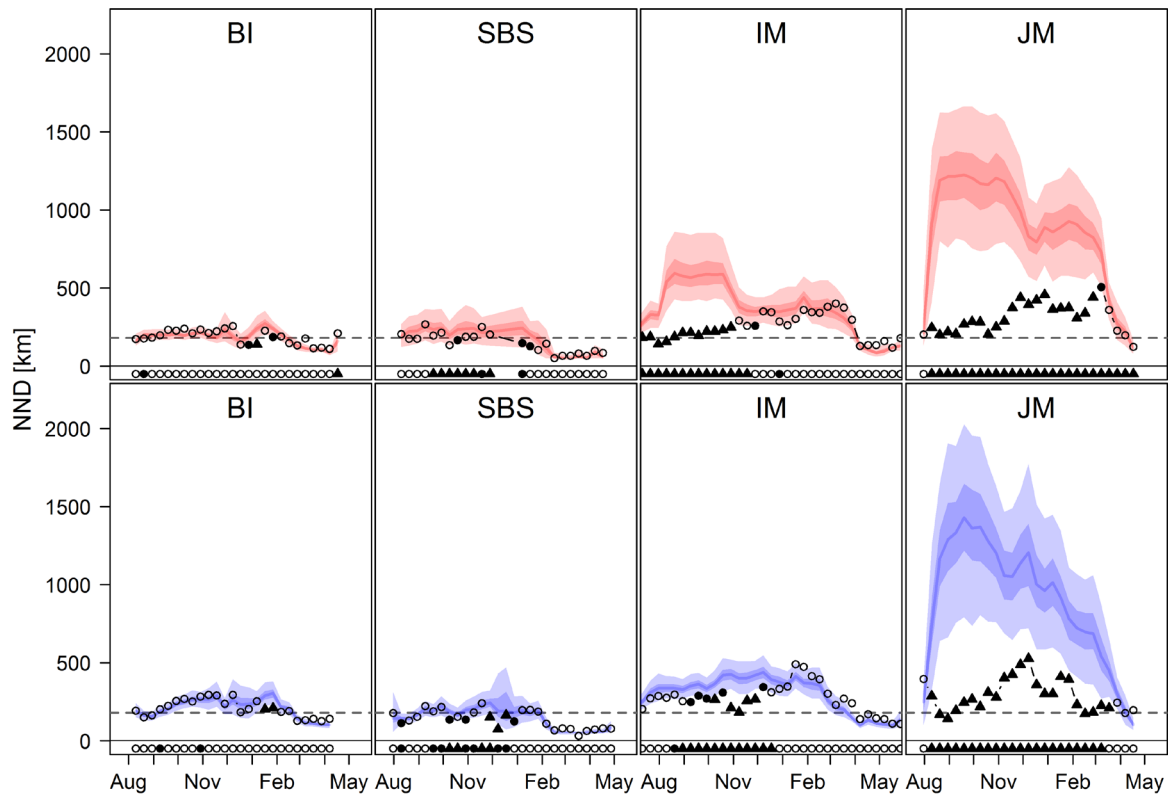 BI SBS IM JM
2000
1500
1000
500
0
NND [km]
BI SBS IM JM
2000
1500
1000
500
0
Aug Nov Feb May Aug Nov Feb May Aug Nov Feb May Aug Nov Feb May